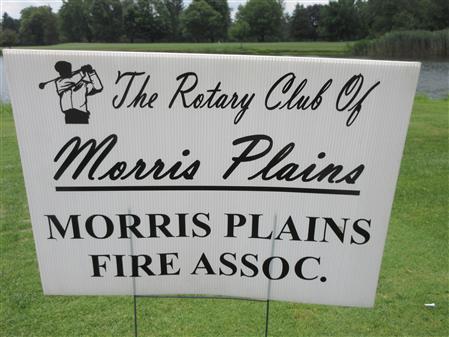 The Rotary Club Of
Morris Plains
MORRIS PLAINS
FIRE ASSOC.